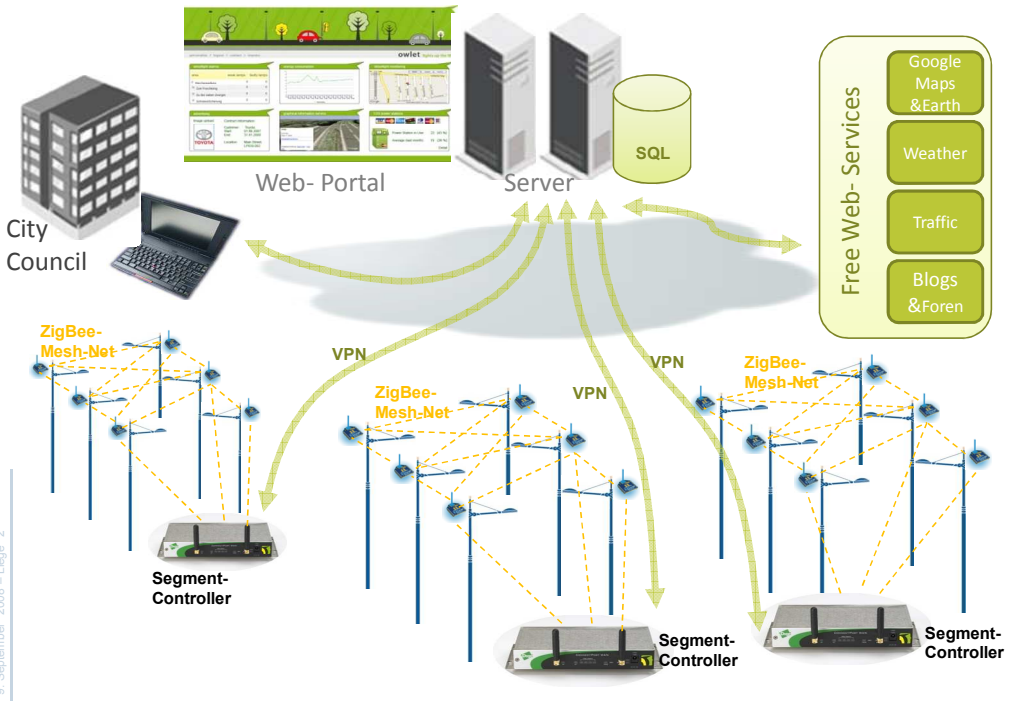 owlet
TOYOTA
Web- Portal
Server
SQL
City
Council
Free Web- Services
Google
Maps
&Earth
Weather
Traffic
Blogs
&Foren
ZigBee-
Mesh-Net
VPN
ZigBee-
Mesh-Net
VPN
VPN
ZigBee-
Mesh-Net
Segment-
Controller
Segment-
Controller
Segment-
Controller